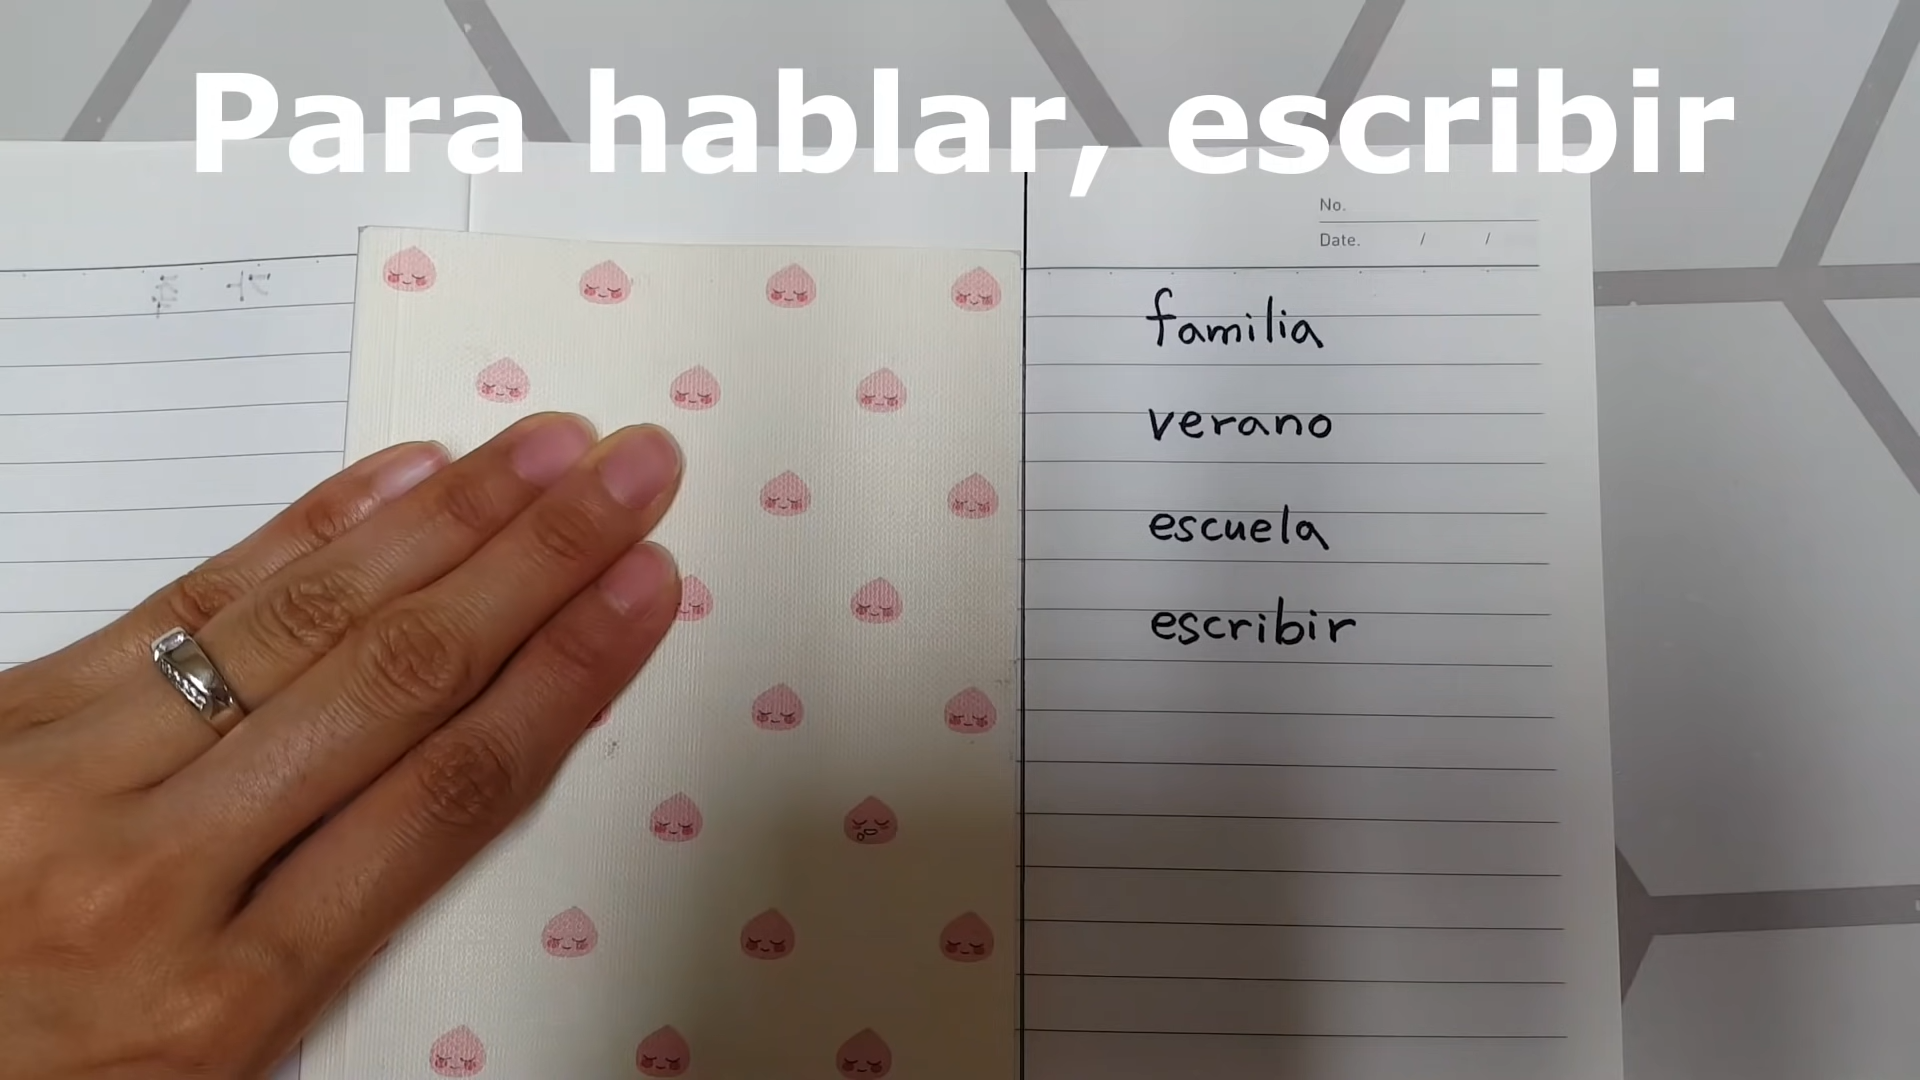 Para hablar, escribir
No.
Date. / /
familia
verano
escuela
escribir